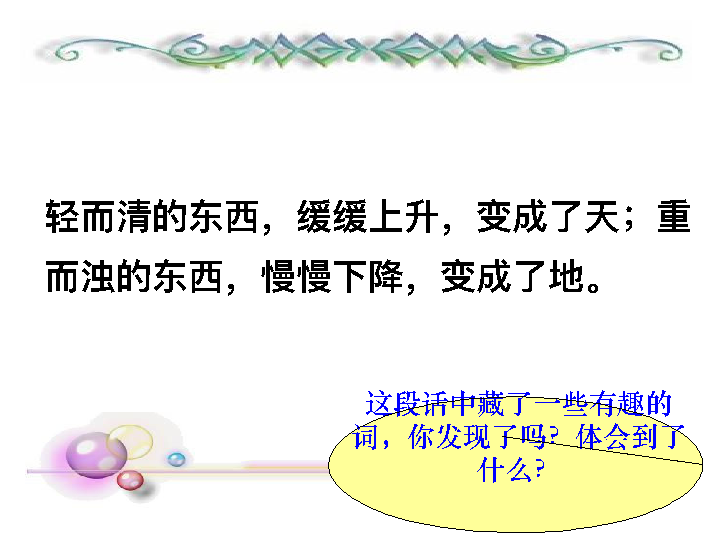 轻而清的东西，缓缓上升，变成了天；重
而浊的东西，慢慢下降，变成了地。
这段话中藏了一些有趣的
词，你发现了吗？体会到了
什么？